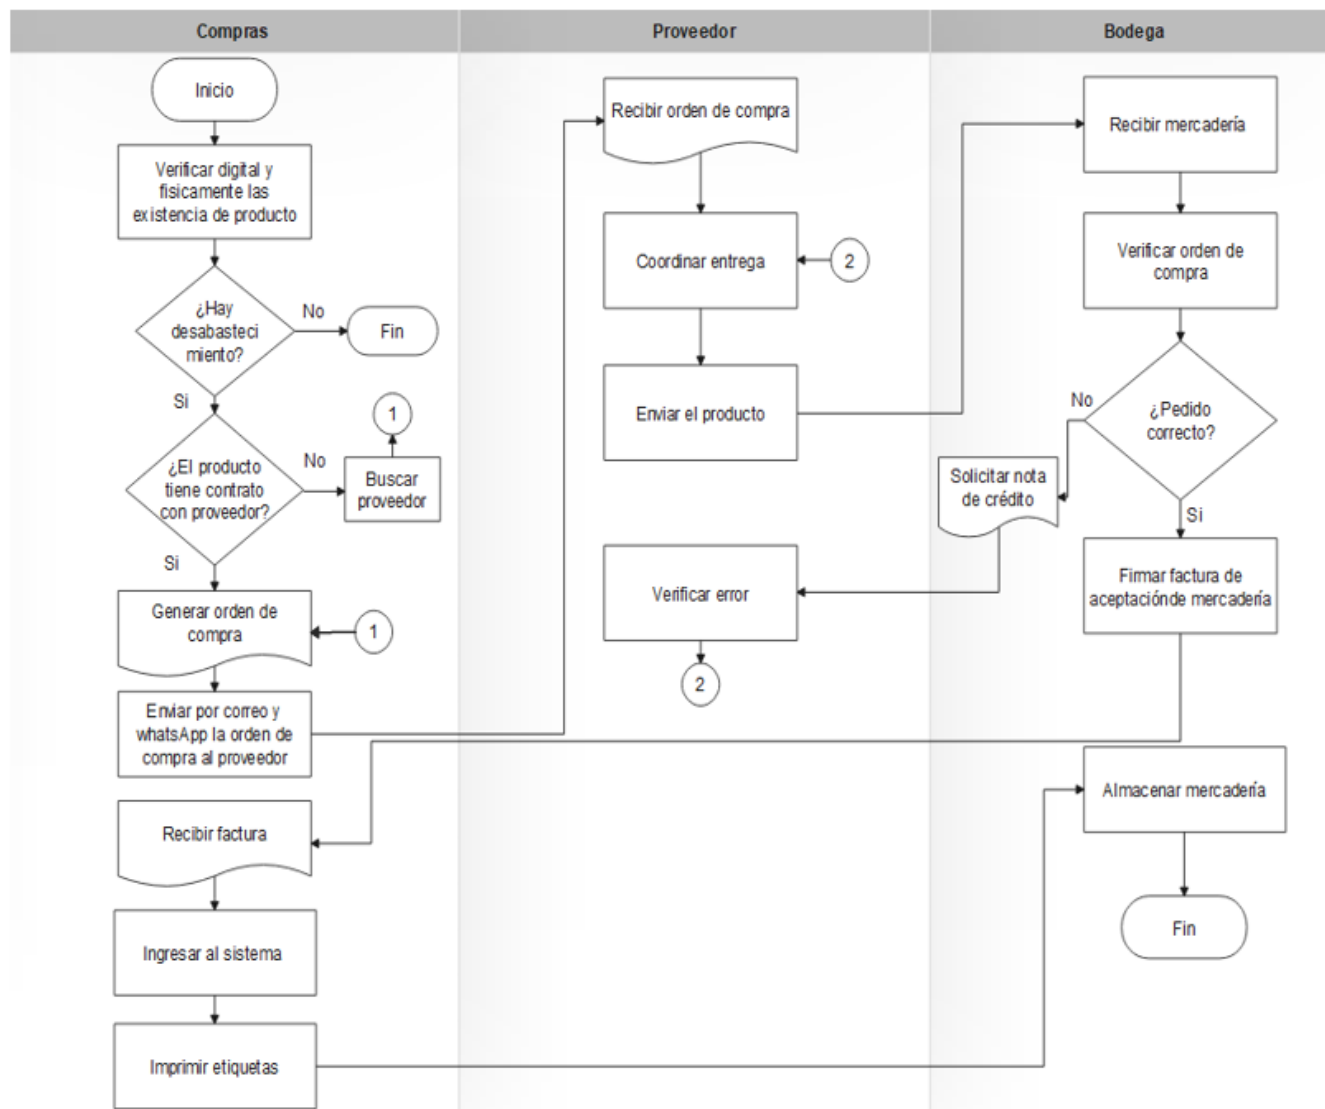 Compras
Proveedor
Bodega
Inicio
Verificar digital y
fisicamente las
existencia de producto
¿Hay
desabasteci
miento?
No
Fin
Si
1
¿El producto
tiene contrato
con proveedor?
No
Buscar
proveedor
Si
Generar orden de
compra
1
Enviar por correo y
whatsApp la orden de
compra al proveedor
Recibir factura
Ingresar al sistema
Imprimir etiquetas
Recibir orden de compra
Coordinar entrega
2
Enviar el producto
Verificar error
2
Recibir mercadería
Verificar orden de
compra
¿Pedido
correcto?
No
Solicitar nota
de crédito
Si
Firmar factura de
aceptaciónde mercadería
Almacenar mercadería
Fin